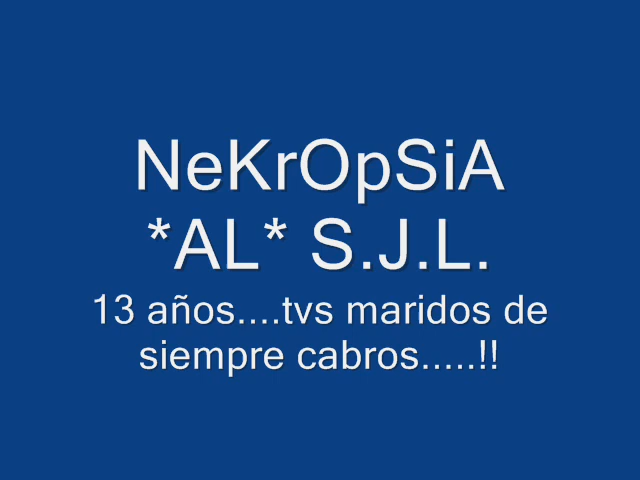 NeKrOpSiA
*AL* S.J.L.
13 años....tvs maridos de
siempre cabros.....!!